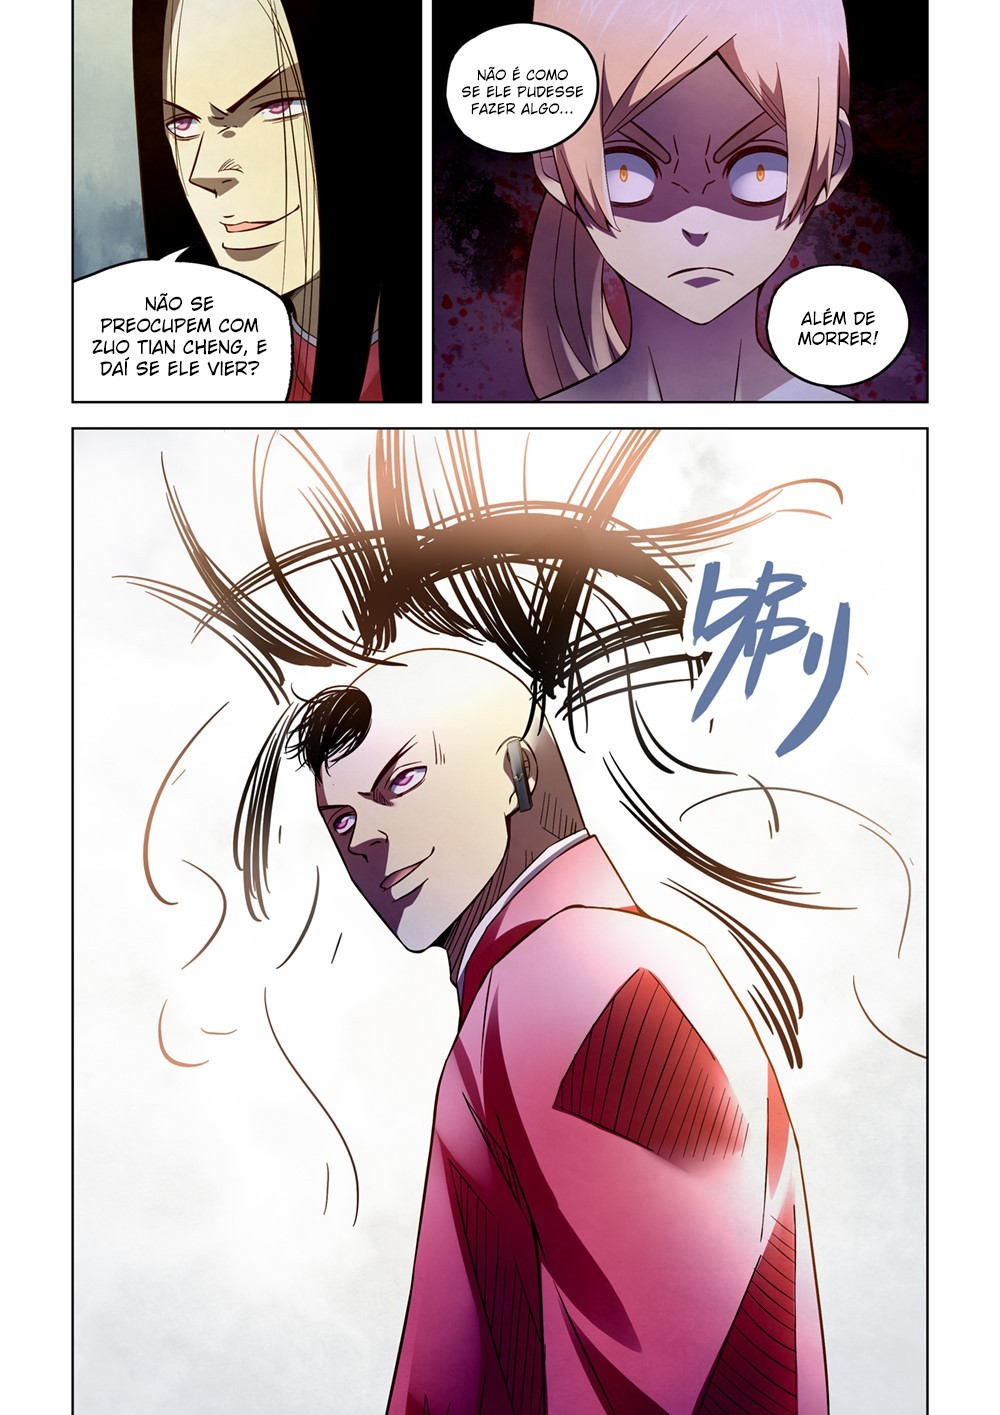 NÃO SE
PREOCUPEM COM
ZUO TIAN CHENG, E
DAÍ SE ELE VIER?
NÃO É COMO
SE ELE PUDESSE
FAZER ALGO...
ALÉM DE
MORRER!